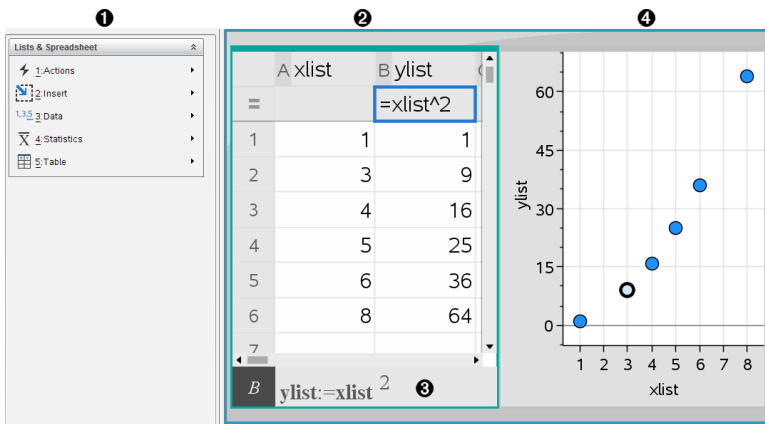 ❶ ❷ ❹
Lists & Spreadsheet
1:Actions
2:Insert
1,3,5 3:Data
X̅ 4:Statistics
5:Table
A xlist B ylist
= =xlist^2
1 1 1
2 3 9
3 4 16
4 5 25
5 6 36
6 8 64
7
B ylist:=xlist 2 ❸
60
45
30
15
0
ylist
1 2 3 4 5 6 7 8
xlist